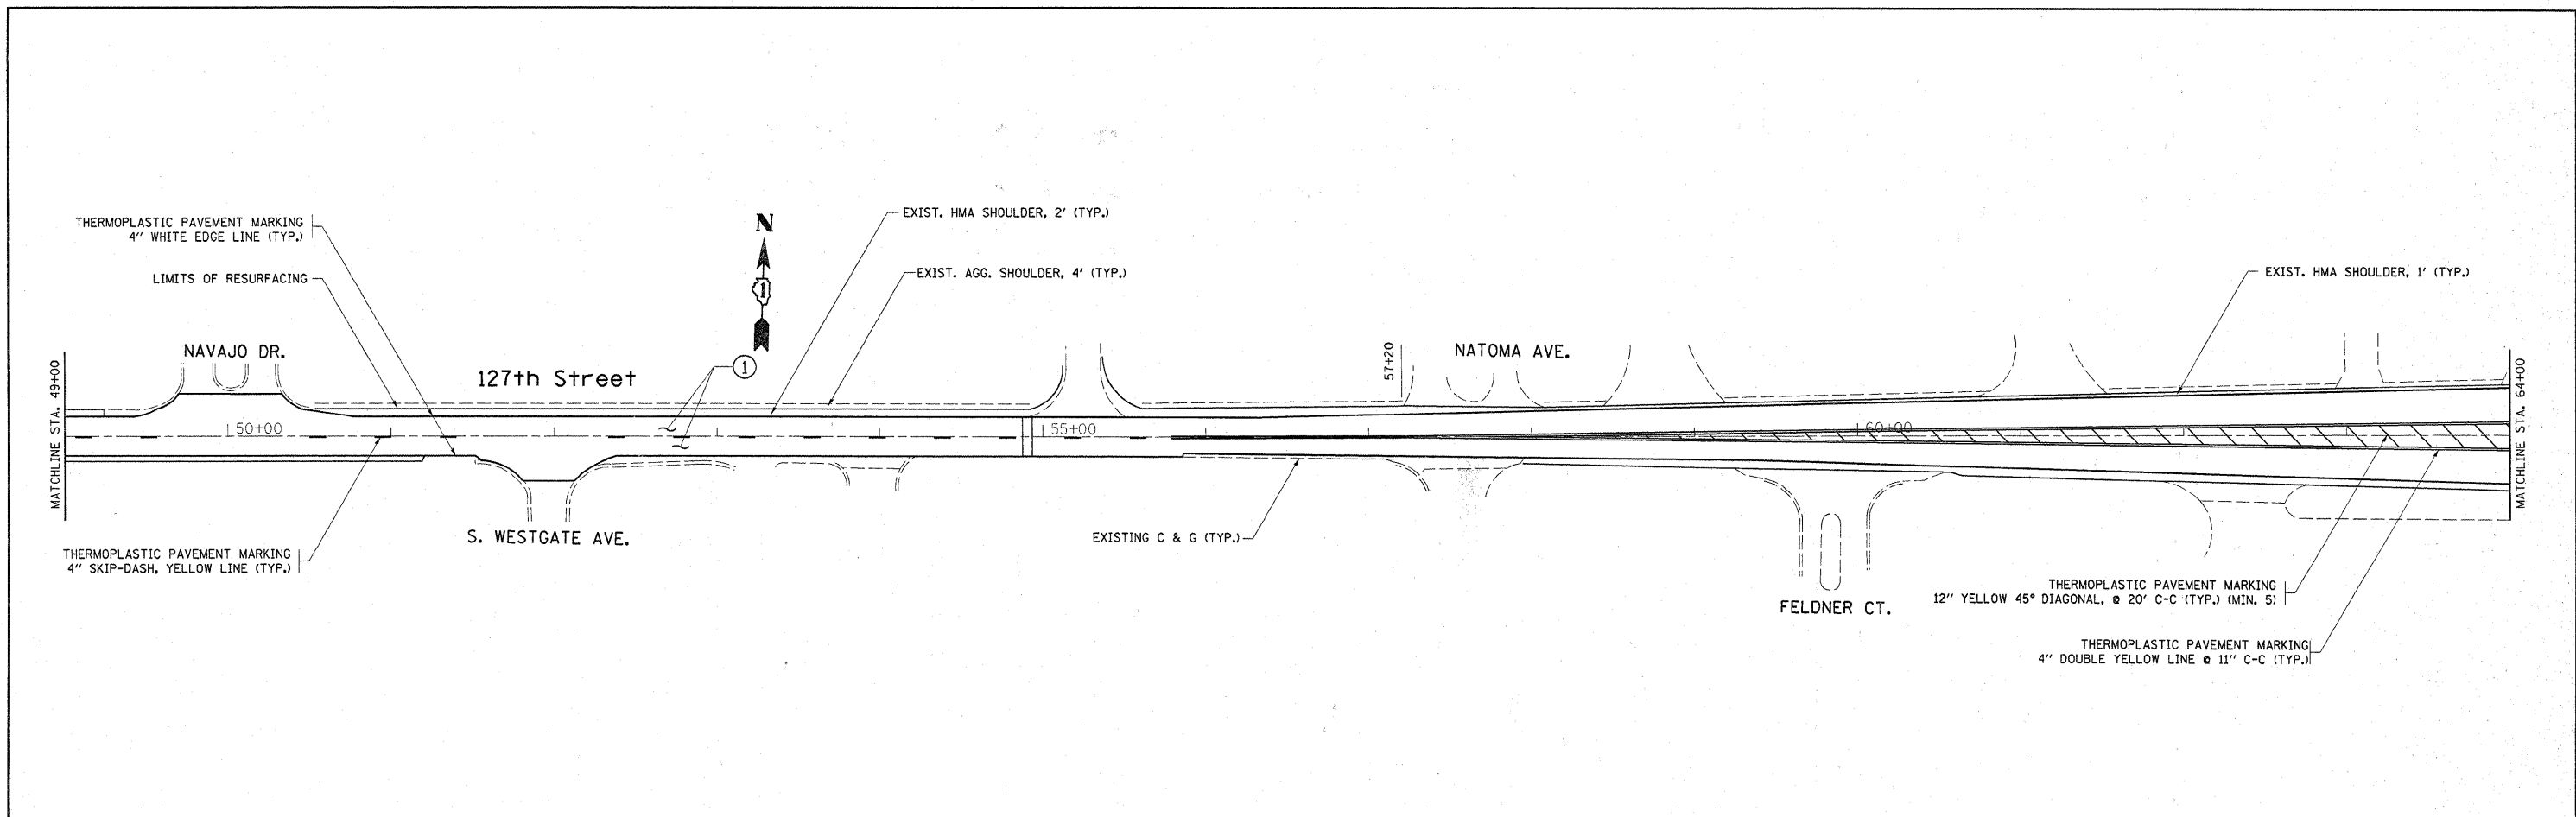 THERMOPLASTIC PAVEMENT MARKING
4" WHITE EDGE LINE (TYP.)
LIMITS OF RESURFACING
N
1
EXIST. HMA SHOULDER, 2' (TYP.)
EXIST. AGG. SHOULDER, 4' (TYP.)
EXIST. HMA SHOULDER, 1' (TYP.)
MATCHLINE STA. 49+00
NAVAJO DR.
127th Street
1
57+20
NATOMA AVE.
MATCHLINE STA. 64+00
50+00
55+00
60+00
S. WESTGATE AVE.
EXISTING C & G (TYP.)
THERMOPLASTIC PAVEMENT MARKING
4" SKIP-DASH, YELLOW LINE (TYP.)
FELDNER CT.
THERMOPLASTIC PAVEMENT MARKING
12" YELLOW 45° DIAGONAL, @ 20' C-C (TYP.) (MIN. 5)
THERMOPLASTIC PAVEMENT MARKING
4" DOUBLE YELLOW LINE @ 11" C-C (TYP.)